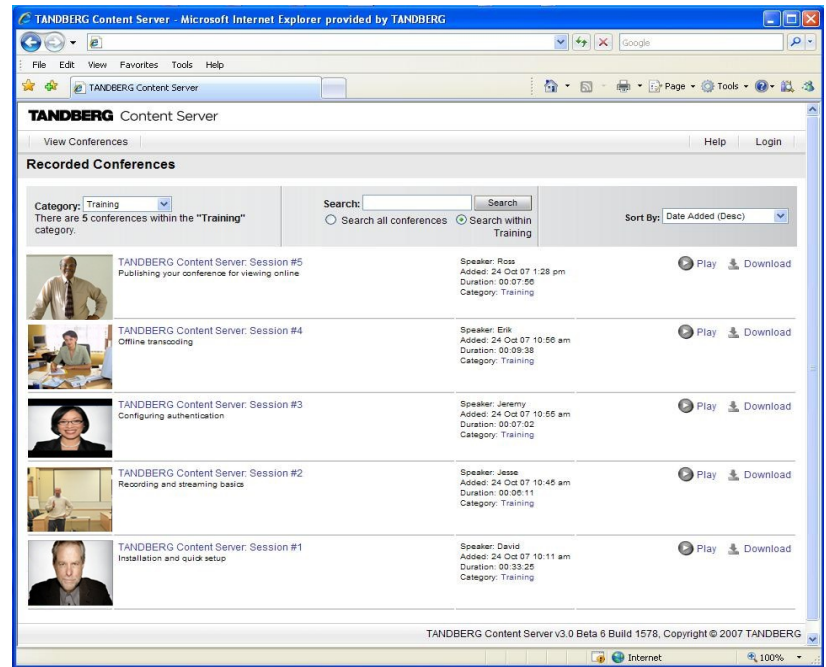 TANDBERG Content Server - Microsoft Internet Explorer provided by TANDBERG
Google
File Edit View Favorites Tools Help
TANDBERG Content Server
Page Tools
TANDBERG Content Server
View Conferences Help Login
Recorded Conferences
Category: Training
There are 5 conferences within the "Training"
category.
Search: Search
Search all conferences Search within
Training
Sort By: Date Added (Desc)
TANDBERG Content Server: Session #5
Publishing your conference for viewing online
Speaker: Ross
Added: 24 Oct 07 1:28 pm
Duration: 00:07:56
Category: Training
Play Download
TANDBERG Content Server: Session #4
Offline transcoding
Speaker: Erik
Added: 24 Oct 07 10:56 am
Duration: 00:09:38
Category: Training
Play Download
TANDBERG Content Server: Session #3
Configuring authentication
Speaker: Jeremy
Added: 24 Oct 07 10:55 am
Duration: 00:07:02
Category: Training
Play Download
TANDBERG Content Server: Session #2
Recording and streaming basics
Speaker: Jesse
Added: 24 Oct 07 10:45 am
Duration: 00:06:11
Category: Training
Play Download
TANDBERG Content Server: Session #1
Installation and quick setup
Speaker: David
Added: 24 Oct 07 10:11 am
Duration: 00:33:25
Category: Training
Play Download
TANDBERG Content Server v3.0 Beta 6 Build 1578, Copyright © 2007 TANDBERG
Internet 100%